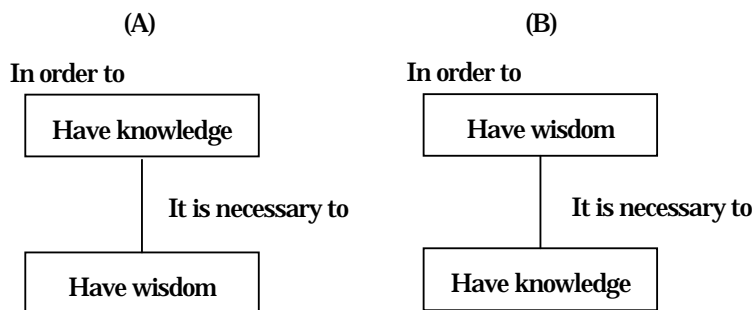 (A)
In order to
Have knowledge
It is necessary to
Have wisdom
(B)
In order to
Have wisdom
It is necessary to
Have knowledge